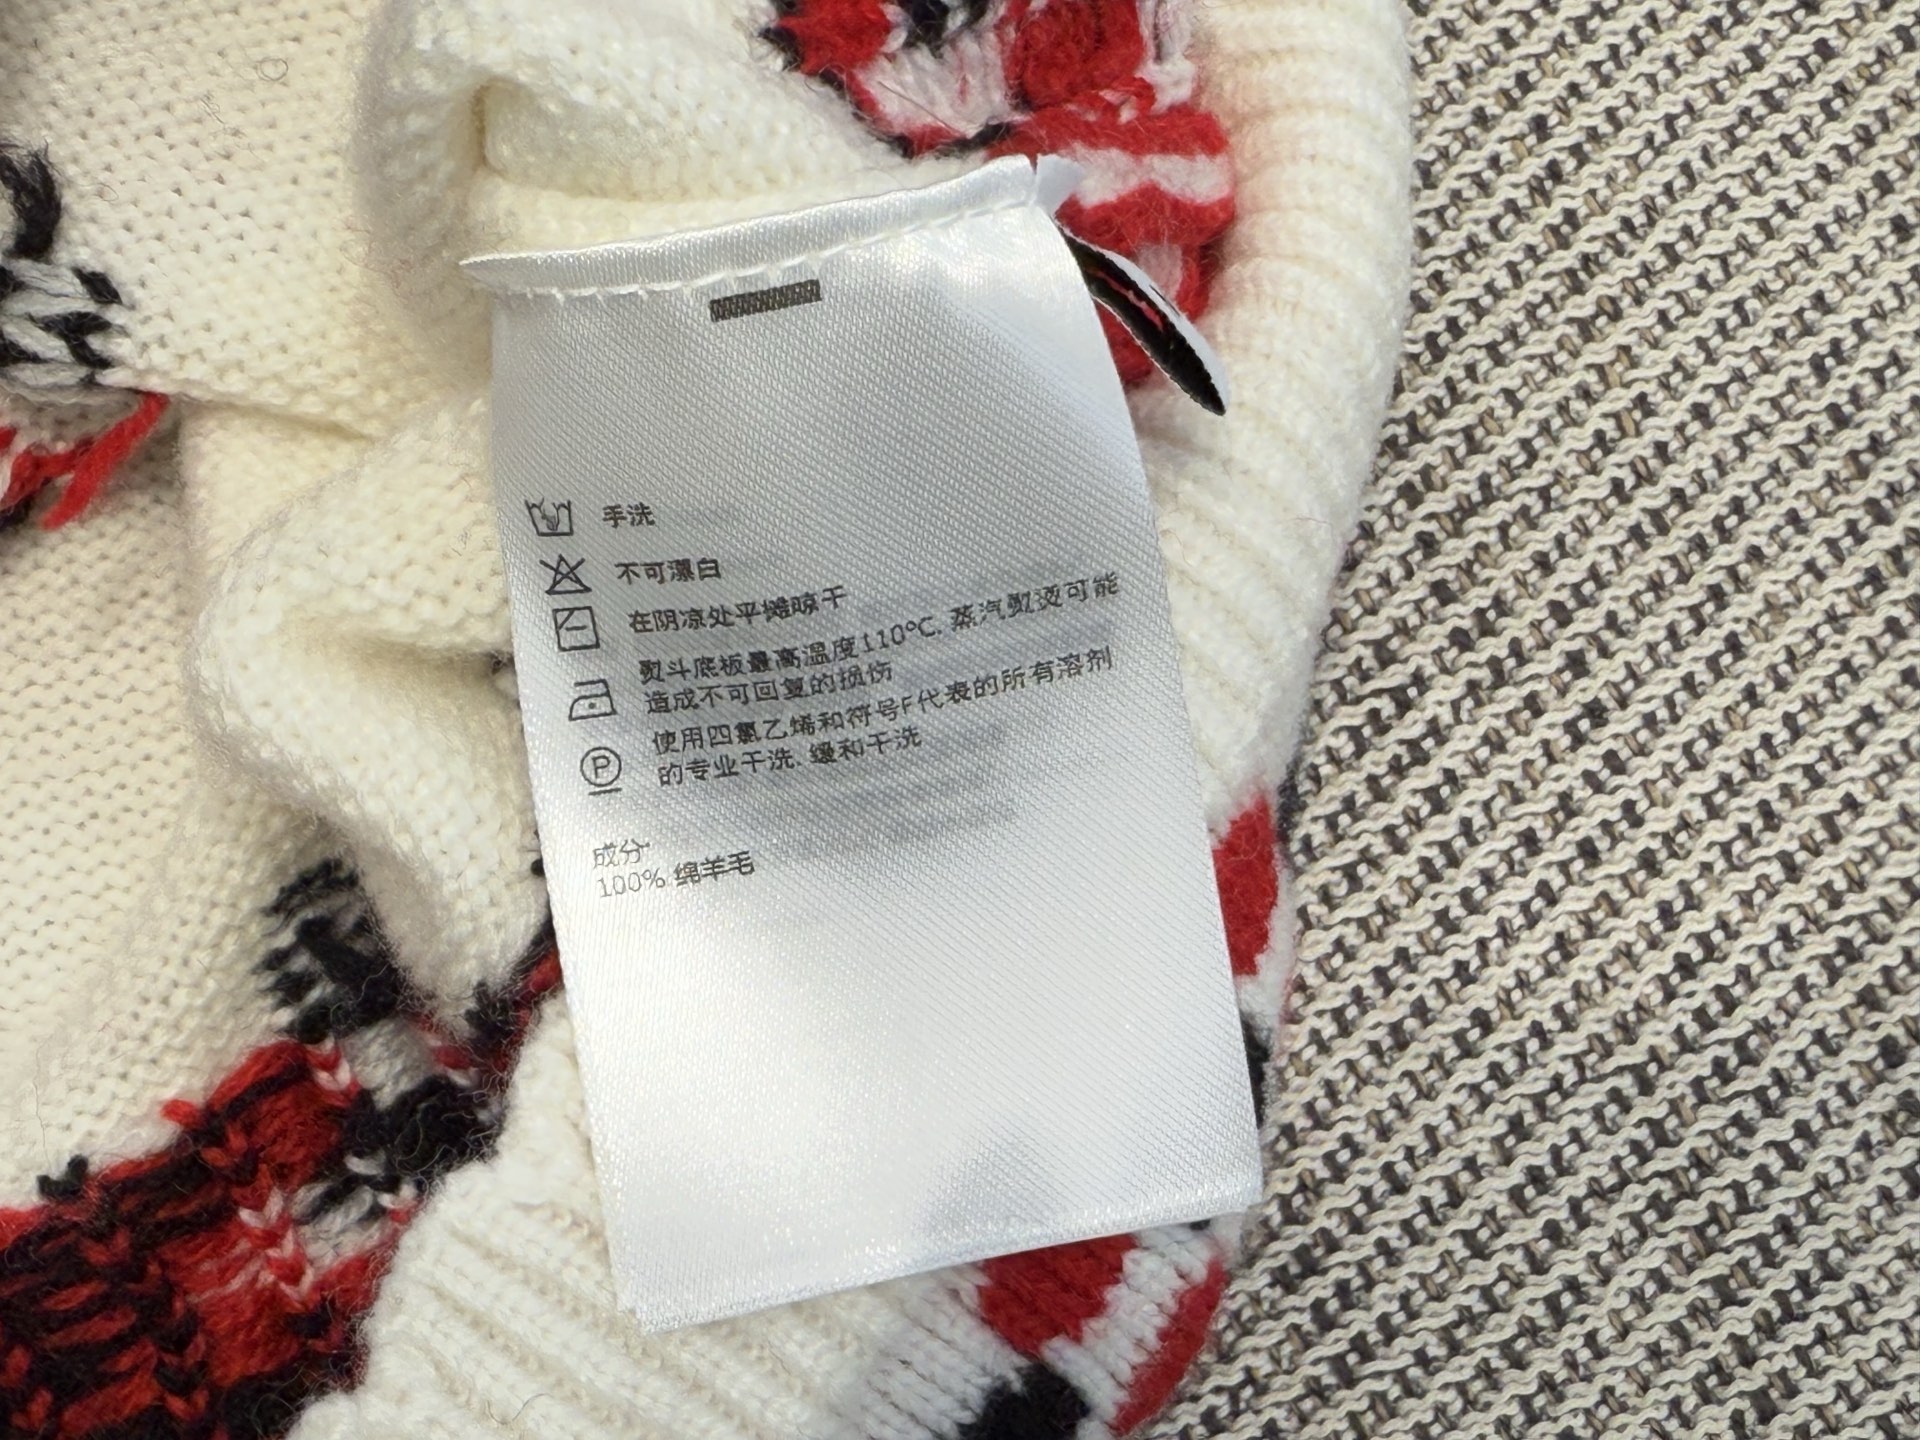 手洗
不可漂白
在阴凉处平摊晾干
熨斗底板最高温度110℃. 蒸汽熨烫可能
造成不可回复的损伤
P
使用四氯乙烯和符号F代表的所有溶剂
的专业干洗. 缓和干洗
成分
100% 绵羊毛